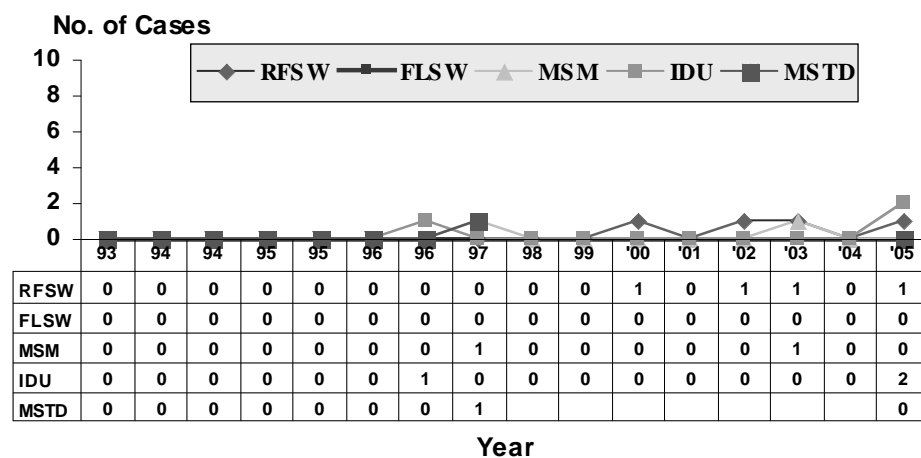 No. of Cases
RFSW FLSW MSM IDU MSTD
10
8
6
4
2
0
93 94 94 95 95 96 96 97 98 99 '00 '01 '02 '03 '04 '05
RFSW 0 0 0 0 0 0 0 0 0 0 1 0 1 1 0 1
FLSW 0 0 0 0 0 0 0 0 0 0 0 0 0 0 0 0
MSM 0 0 0 0 0 0 0 1 0 0 0 0 0 1 0 0
IDU 0 0 0 0 0 0 1 0 0 0 0 0 0 0 0 2
MSTD 0 0 0 0 0 0 0 1 0
Year